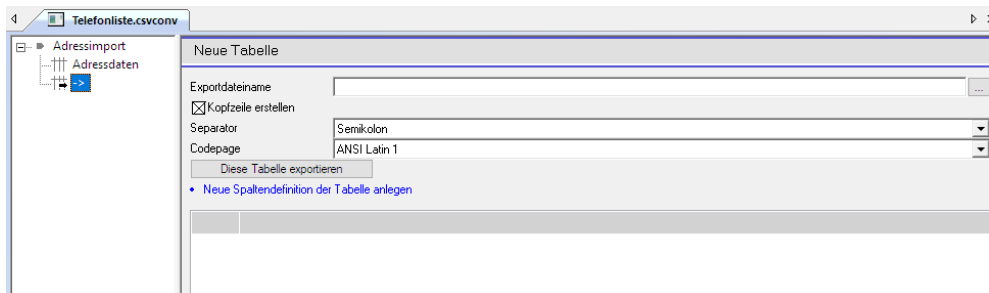 Telefonliste.csvconv
Adressimport
Adressdaten
->
Neue Tabelle
Exportdateiname
...
Kopfzeile erstellen
Separator
Semikolon
Codepage
ANSI Latin 1
Diese Tabelle exportieren
Neue Spaltendefinition der Tabelle anlegen